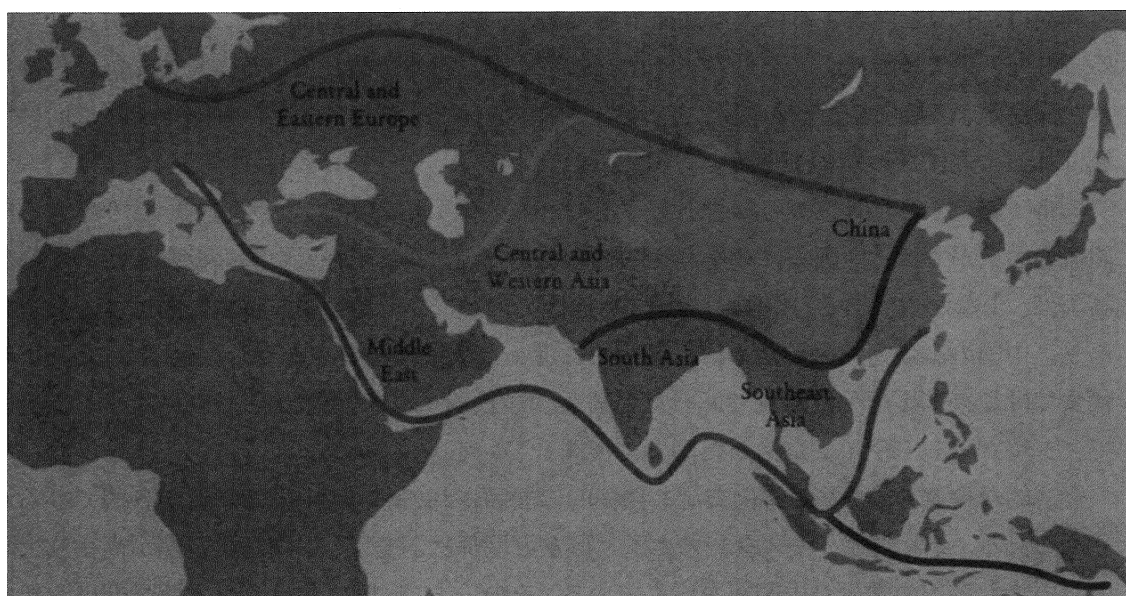 Central and
Eastern Europe
China
Central and
Western Asia
Middle
East
South Asia
Southeast
Asia